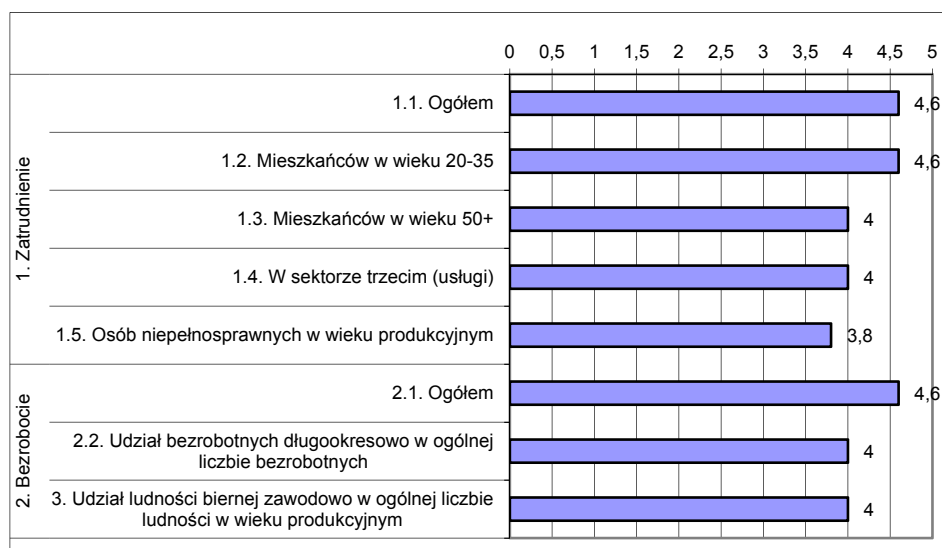 0 0,5 1 1,5 2 2,5 3 3,5 4 4,5 5
1. Zatrudnienie
1.1. Ogółem 4,6
1.2. Mieszkańców w wieku 20-35 4,6
1.3. Mieszkańców w wieku 50+ 4
1.4. W sektorze trzecim (usługi) 4
1.5. Osób niepełnosprawnych w wieku produkcyjnym 3,8
2. Bezrobocie
2.1. Ogółem 4,6
2.2. Udział bezrobotnych długookresowo w ogólnej
liczbie bezrobotnych 4
3. Udział ludności biernej zawodowo w ogólnej liczbie
ludności w wieku produkcyjnym 4